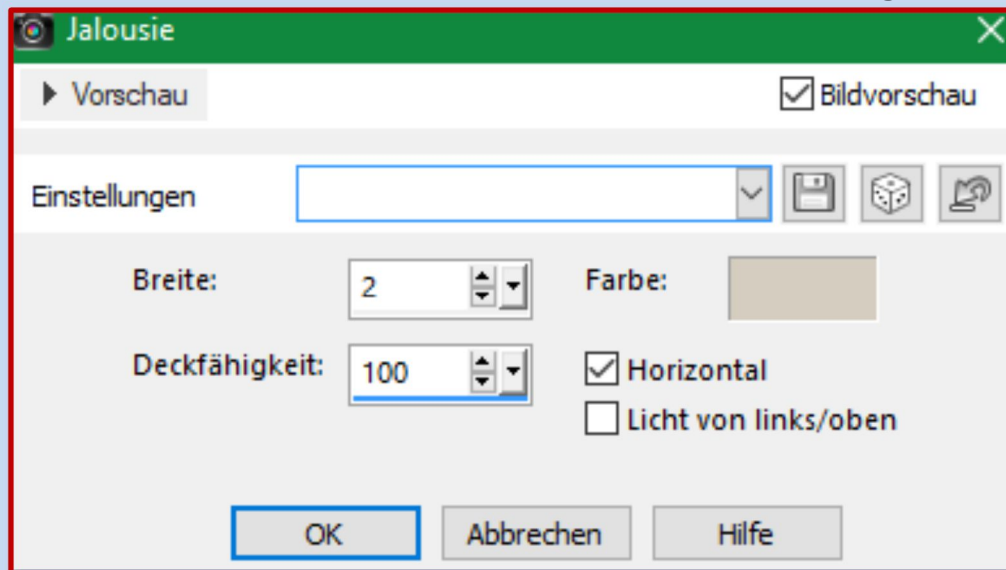 Jalousie
Vorschau
Bildvorschau
Einstellungen
Breite: 2 Farbe:
Deckfähigkeit: 100 Horizontal
Licht von links/oben
OK Abbrechen Hilfe